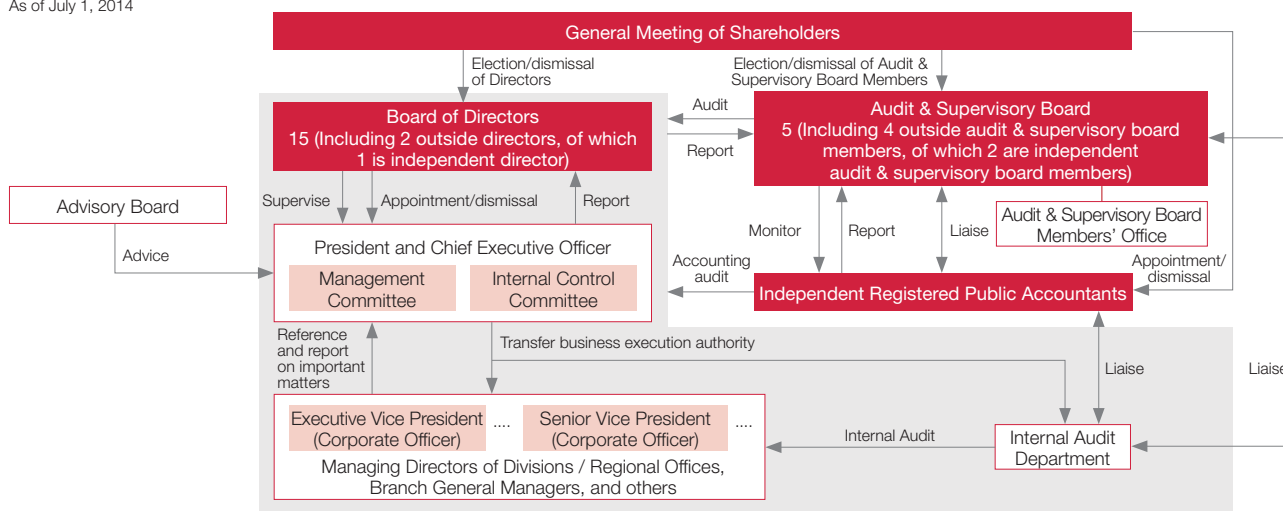 As of July 1, 2014
General Meeting of Shareholders
Election/dismissal
of Directors
Election/dismissal of Audit &
Supervisory Board Members
Board of Directors
15 (Including 2 outside directors, of which
1 is independent director)
Audit
Report
Audit & Supervisory Board
5 (Including 4 outside audit & supervisory board
members, of which 2 are independent
audit & supervisory board members)
Advisory Board
Advice
Supervise
Appointment/dismissal
Report
Monitor
Report
Liaise
Audit & Supervisory Board
Members' Office
President and Chief Executive Officer
Management
Committee
Internal Control
Committee
Accounting
audit
Independent Registered Public Accountants
Appointment/
dismissal
Reference
and report
on important
matters
Transfer business execution authority
Liaise
Liaise
Executive Vice President
(Corporate Officer)
....
Senior Vice President
(Corporate Officer)
....
Managing Directors of Divisions / Regional Offices,
Branch General Managers, and others
Internal Audit
Internal Audit
Department